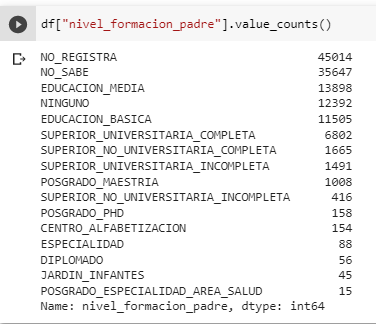 df["nivel_formacion_padre"].value_counts()
NO_REGISTRA 45014
NO_SABE 35647
EDUCACION_MEDIA 13898
NINGUNO 12392
EDUCACION_BASICA 11505
SUPERIOR_UNIVERSITARIA_COMPLETA 6802
SUPERIOR_NO_UNIVERSITARIA_COMPLETA 1665
SUPERIOR_UNIVERSITARIA_INCOMPLETA 1491
POSGRADO_MAESTRIA 1008
SUPERIOR_NO_UNIVERSITARIA_INCOMPLETA 416
POSGRADO_PHD 158
CENTRO_ALFABETIZACION 154
ESPECIALIDAD 88
DIPLOMADO 56
JARDIN_INFANTES 45
POSGRADO_ESPECIALIDAD_AREA_SALUD 15
Name: nivel_formacion_padre, dtype: int64